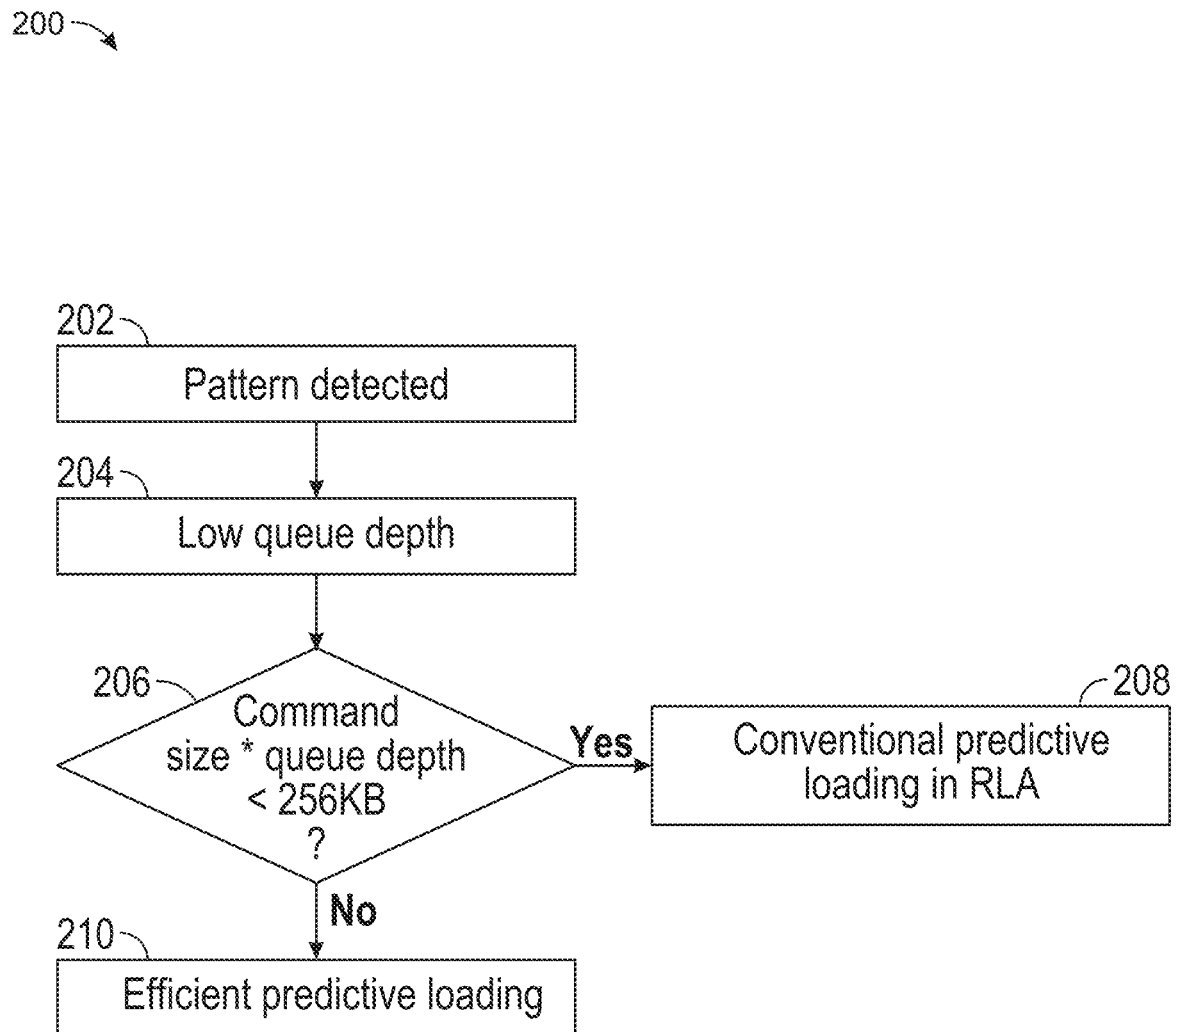 200
202
Pattern detected
204
Low queue depth
206
Command
size * queue depth
< 256KB
?
Yes
208
Conventional predictive
loading in RLA
No
210
Efficient predictive loading